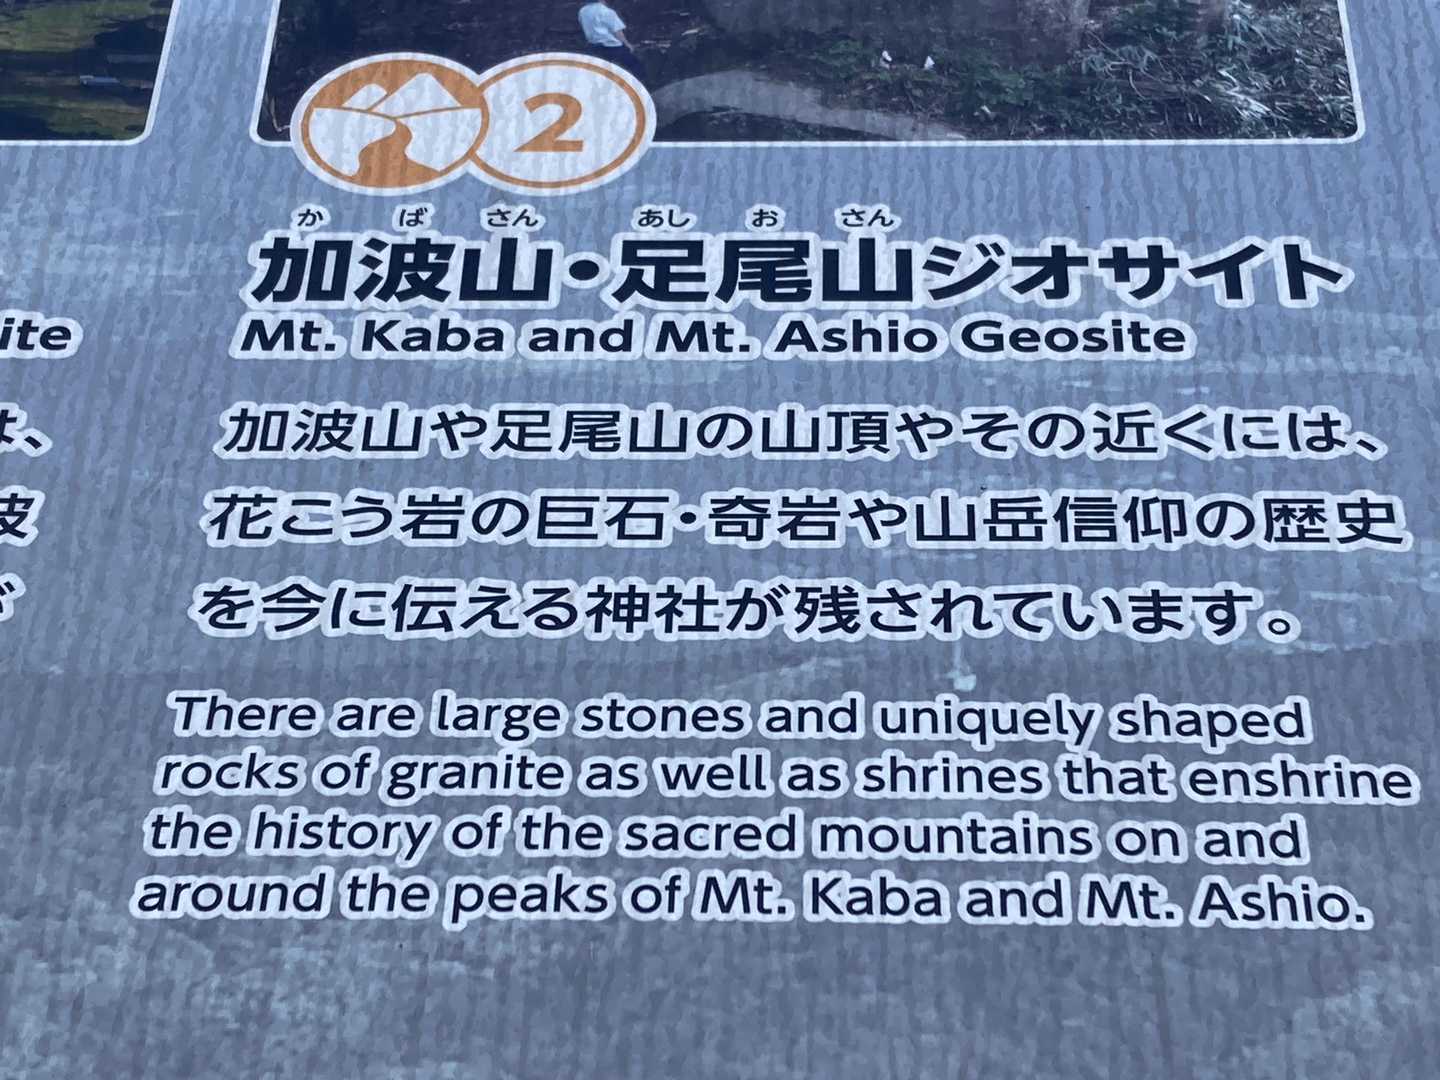 2
かばさん あしおさん
加波山・足尾山ジオサイト
Mt. Kaba and Mt. Ashio Geosite
加波山や足尾山の山頂やその近くには、
花こう岩の巨石・奇岩や山岳信仰の歴史
を今に伝える神社が残されています。
There are large stones and uniquely shaped
rocks of granite as well as shrines that enshrine
the history of the sacred mountains on and
around the peaks of Mt. Kaba and Mt. Ashio.
ite
は、
波